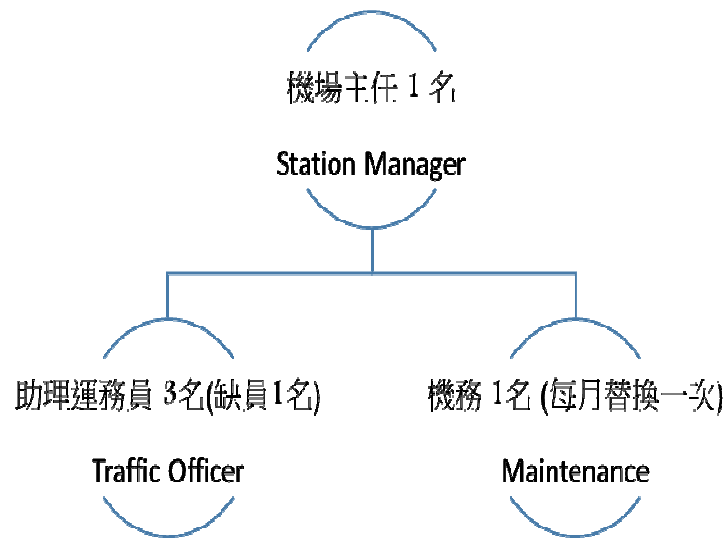 機場主任 1 名
Station Manager
助理運務員 3名(缺員1名)
Traffic Officer
機務 1名 (每月替換一次)
Maintenance